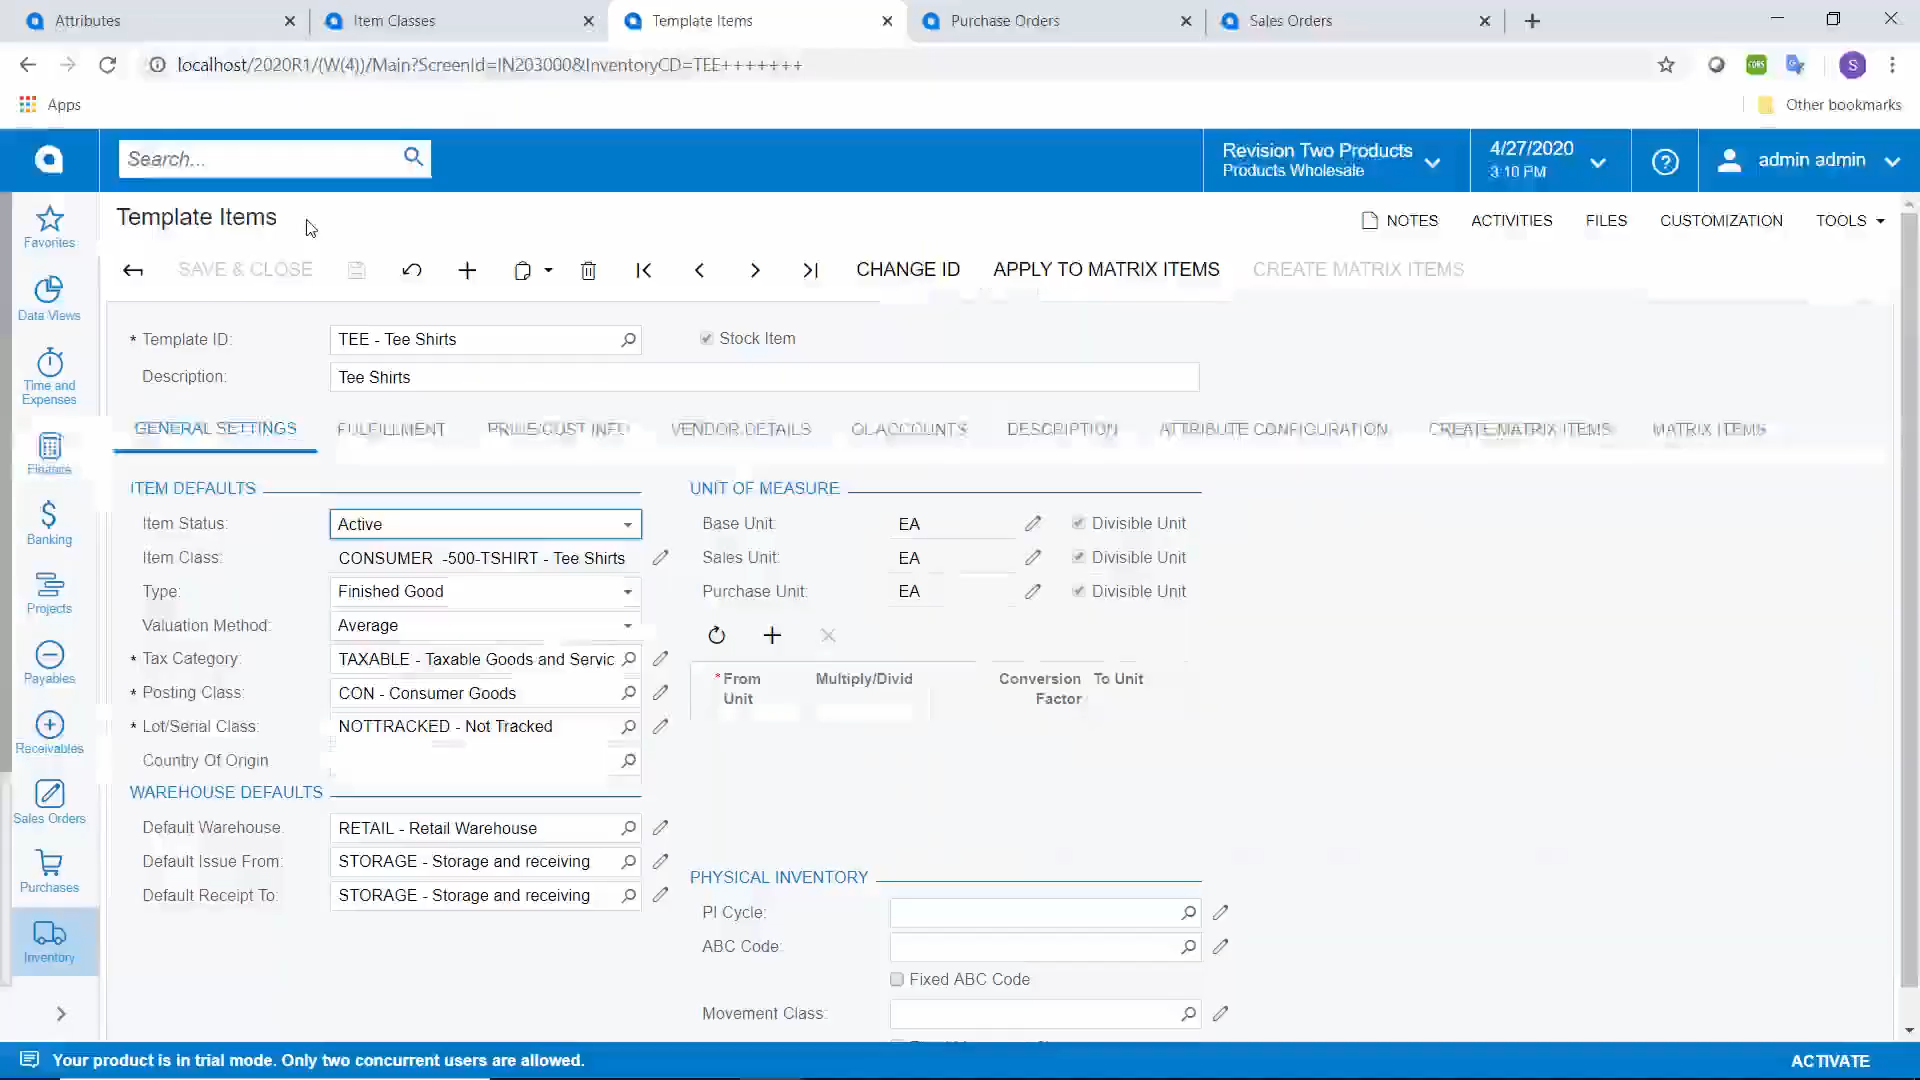 Attributes
Item Classes
Template Items
Purchase Orders
Sales Orders
localhost/2020R1/(W(4))/Main?ScreenId=IN203000&InventoryCD=TEE+++++++
S
Apps
Other bookmarks
Search...
Revision Two Products
Products Wholesale
4/27/2020
3:10 PM
admin admin
Template Items
NOTES
ACTIVITIES
FILES
CUSTOMIZATION
TOOLS
SAVE & CLOSE
CHANGE ID
APPLY TO MATRIX ITEMS
CREATE MATRIX ITEMS
Favorites
Data Views
Time and
Expenses
Finance
Banking
Projects
Payables
Receivables
Sales Orders
Purchases
Inventory
* Template ID:
TEE - Tee Shirts
Stock Item
Description:
Tee Shirts
GENERAL SETTINGS
FULFILLMENT
PRICE/COST INFO
VENDOR DETAILS
GL ACCOUNTS
DESCRIPTION
ATTRIBUTE CONFIGURATION
CREATE MATRIX ITEMS
MATRIX ITEMS
ITEM DEFAULTS
Item Status:
Active
Item Class:
CONSUMER -500-TSHIRT - Tee Shirts
Type:
Finished Good
Valuation Method:
Average
* Tax Category:
TAXABLE - Taxable Goods and Servic
* Posting Class:
CON - Consumer Goods
* Lot/Serial Class:
NOTTRACKED - Not Tracked
Country Of Origin
WAREHOUSE DEFAULTS
Default Warehouse:
RETAIL - Retail Warehouse
Default Issue From:
STORAGE - Storage and receiving
Default Receipt To:
STORAGE - Storage and receiving
UNIT OF MEASURE
Base Unit:
EA
Divisible Unit
Sales Unit:
EA
Divisible Unit
Purchase Unit:
EA
Divisible Unit
* From
Unit
Multiply/Divid
Conversion
Factor
To Unit
PHYSICAL INVENTORY
PI Cycle:
ABC Code:
Fixed ABC Code
Movement Class:
Your product is in trial mode. Only two concurrent users are allowed.
ACTIVATE